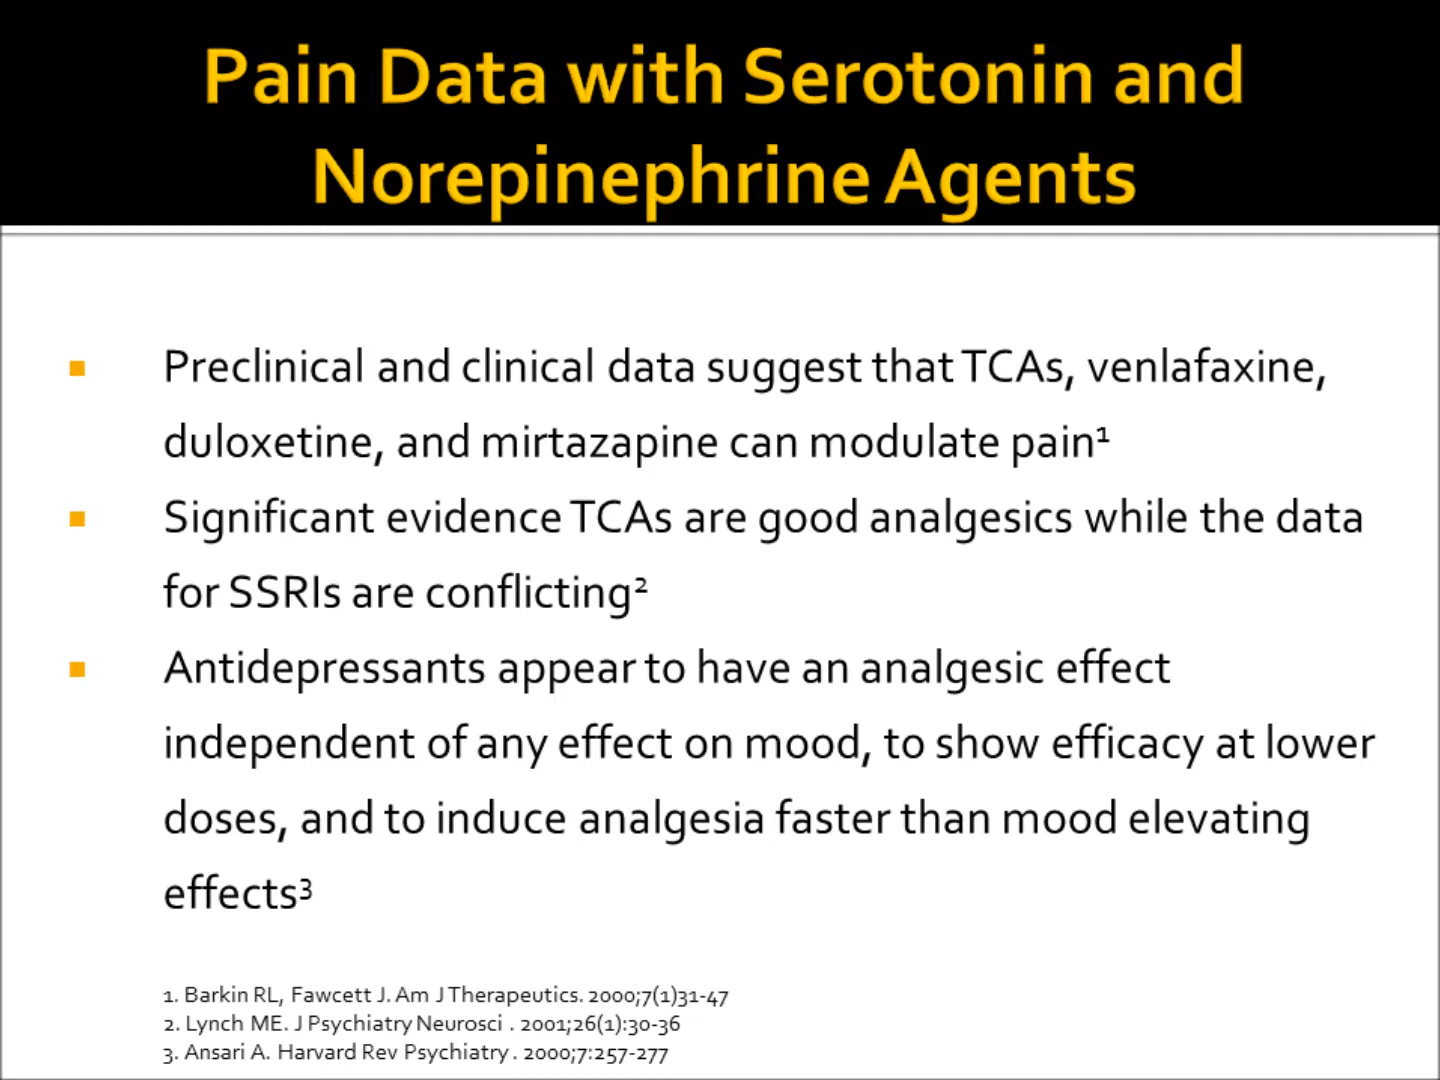 Pain Data with Serotonin and
Norepinephrine Agents
Preclinical and clinical data suggest that TCAs, venlafaxine,
duloxetine, and mirtazapine can modulate pain¹
Significant evidence TCAs are good analgesics while the data
for SSRIs are conflicting²
Antidepressants appear to have an analgesic effect
independent of any effect on mood, to show efficacy at lower
doses, and to induce analgesia faster than mood elevating
effects³
1. Barkin RL, Fawcett J. Am J Therapeutics. 2000;7(1)31-47
2. Lynch ME. J Psychiatry Neurosci . 2001;26(1):30-36
3. Ansari A. Harvard Rev Psychiatry . 2000;7:257-277